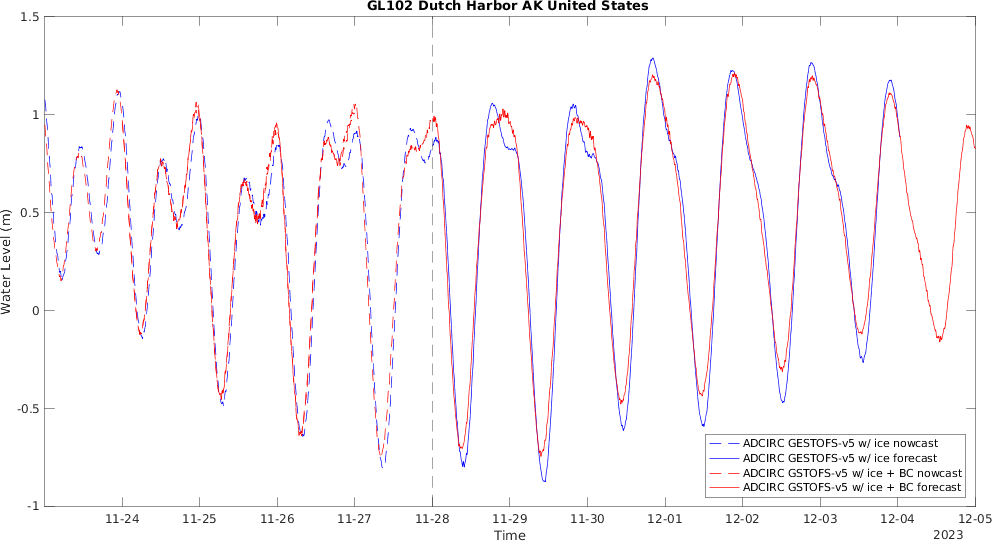 GL102 Dutch Harbor AK United States
1.5
1
0.5
0
-0.5
-1
Water Level (m)
11-24
11-25
11-26
11-27
11-28
11-29
11-30
12-01
12-02
12-03
12-04
12-05
Time
2023
ADCIRC GESTOFS-v5 w/ ice nowcast
ADCIRC GESTOFS-v5 w/ ice forecast
ADCIRC GSTOFS-v5 w/ ice + BC nowcast
ADCIRC GSTOFS-v5 w/ ice + BC forecast